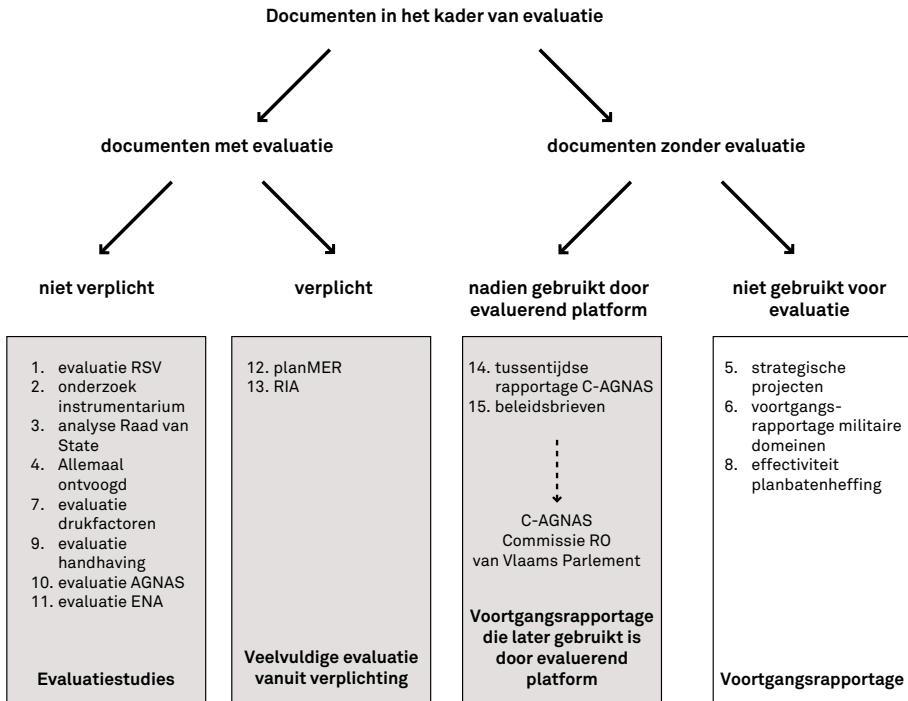 Documenten in het kader van evaluatie
documenten met evaluatie
documenten zonder evaluatie
niet verplicht
verplicht
nadien gebruikt door
evaluerend platform
niet gebruikt voor
evaluatie
1. evaluatie RSV
2. onderzoek
instrumentarium
3. analyse Raad van
State
4. Allemaal
ontvoogd
7. evaluatie
drukfactoren
9. evaluatie
handhaving
10. evaluatie AGNAS
11. evaluatie ENA
Evaluatiestudies
12. planMER
13. RIA
Veelvuldige evaluatie
vanuit verplichting
14. tussentijdse
rapportage C-AGNAS
15. beleidsbrieven
C-AGNAS
Commissie RO
van Vlaams Parlement
Voortgangsrapportage
die later gebruikt is
door evaluerend
platform
5. strategische
projecten
6. voortgangs-
rapportage militaire
domeinen
8. effectiviteit
planbatenheffing
Voortgangsrapportage